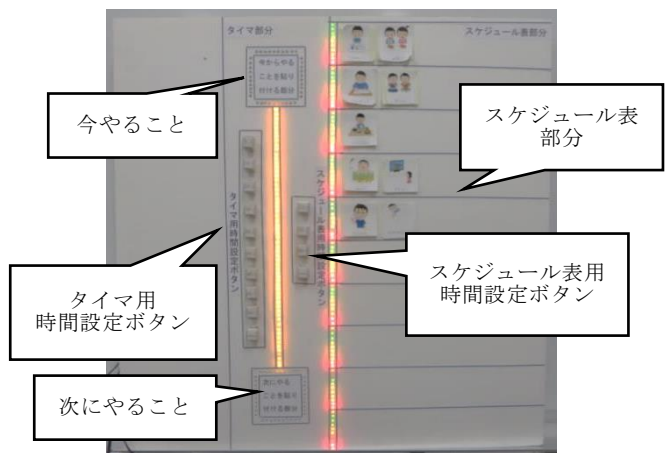 タイマ部分
スケジュール表部分
今からやる
ことを貼り
付ける部分
今やること
スケジュール表
部分
タイマ用時間設定ボタン
スケジュール表用時間設定ボタン
タイマ用
時間設定ボタン
スケジュール表用
時間設定ボタン
次にやる
ことを貼り
付ける部分
次にやること